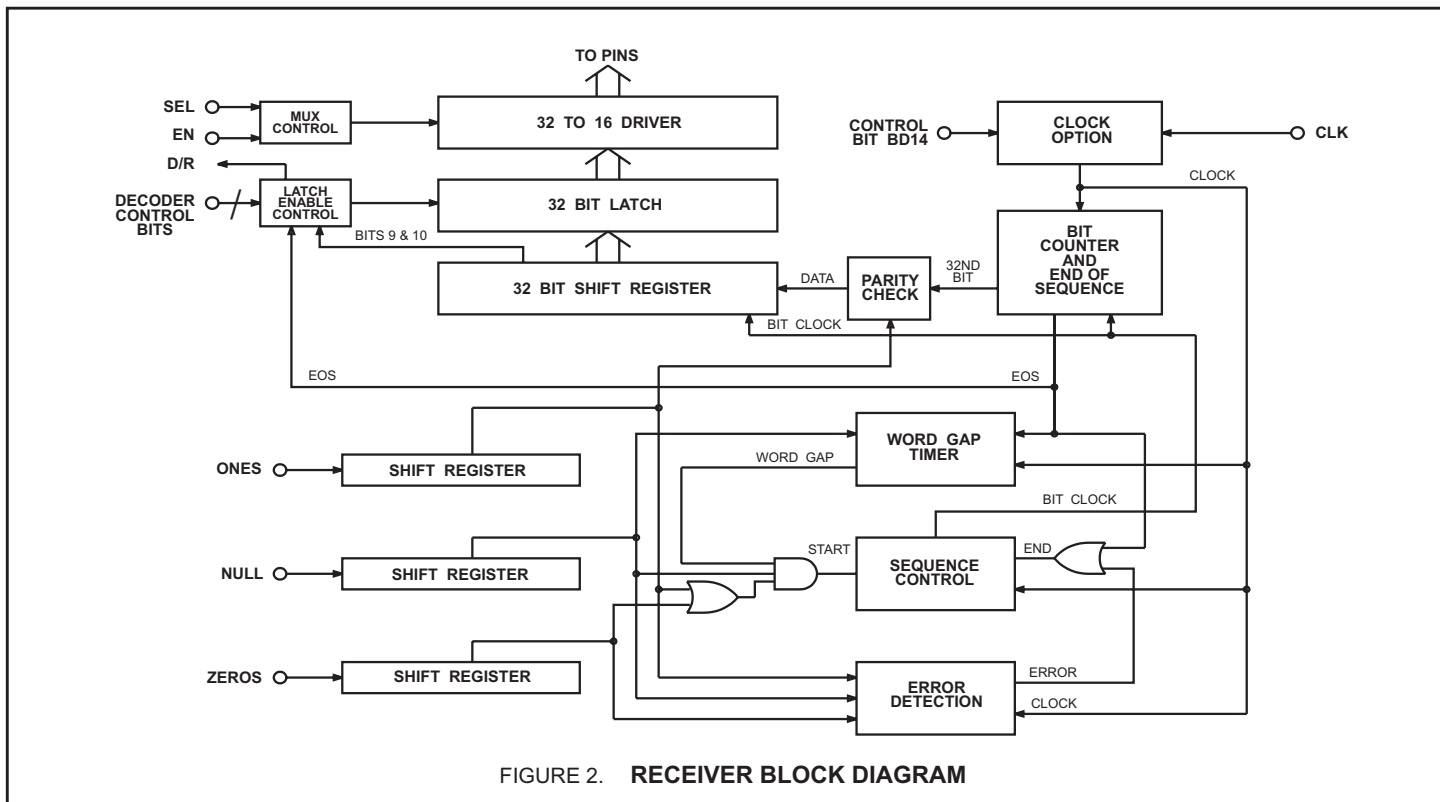 TO PINS
SEL
EN
D/R
DECODER
CONTROL
BITS
MUX
CONTROL
LATCH
ENABLE
CONTROL
32 TO 16 DRIVER
32 BIT LATCH
32 BIT SHIFT REGISTER
BITS 9 & 10
CONTROL
BIT BD14
CLOCK
OPTION
CLK
CLOCK
BIT
COUNTER
AND
END OF
SEQUENCE
32ND
BIT
PARITY
CHECK
DATA
BIT CLOCK
EOS
EOS
ONES
SHIFT REGISTER
WORD GAP
TIMER
WORD GAP
BIT CLOCK
NULL
SHIFT REGISTER
START
SEQUENCE
CONTROL
END
ZEROS
SHIFT REGISTER
ERROR
DETECTION
ERROR
CLOCK
FIGURE 2. RECEIVER BLOCK DIAGRAM